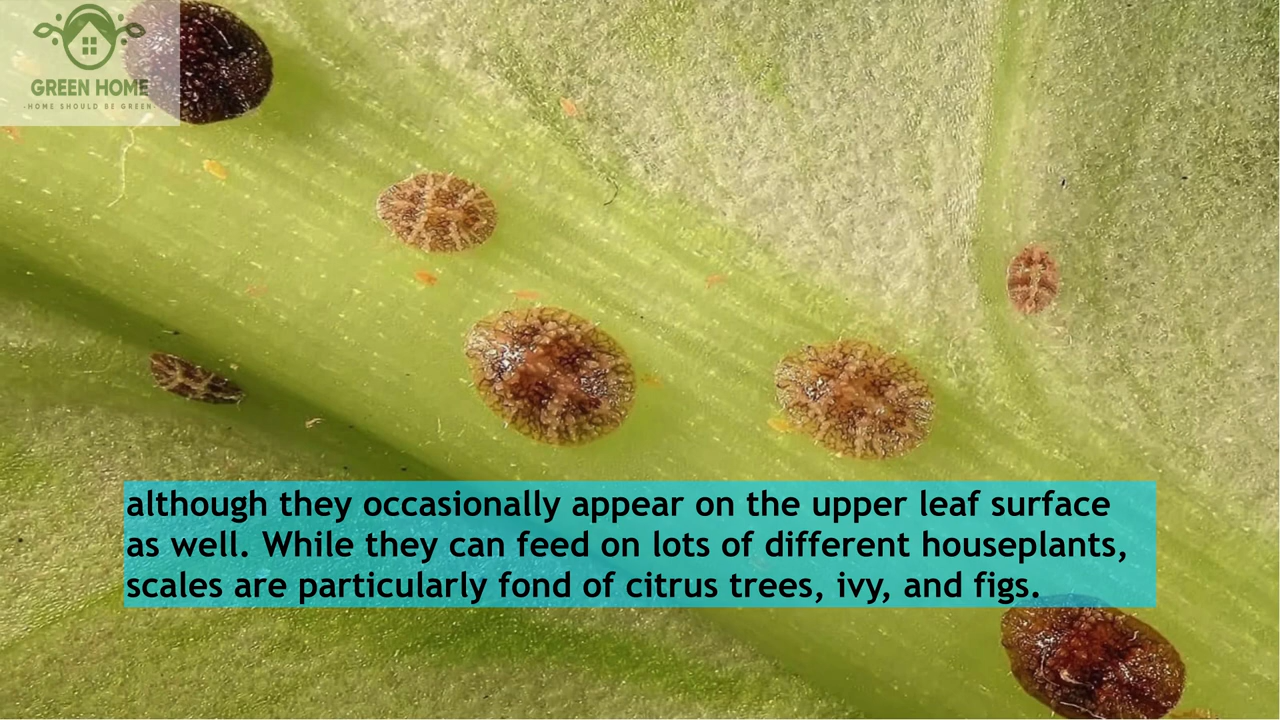 GREEN HOME
·HOME SHOULD BE GREEN·
although they occasionally appear on the upper leaf surface
as well. While they can feed on lots of different houseplants,
scales are particularly fond of citrus trees, ivy, and figs.